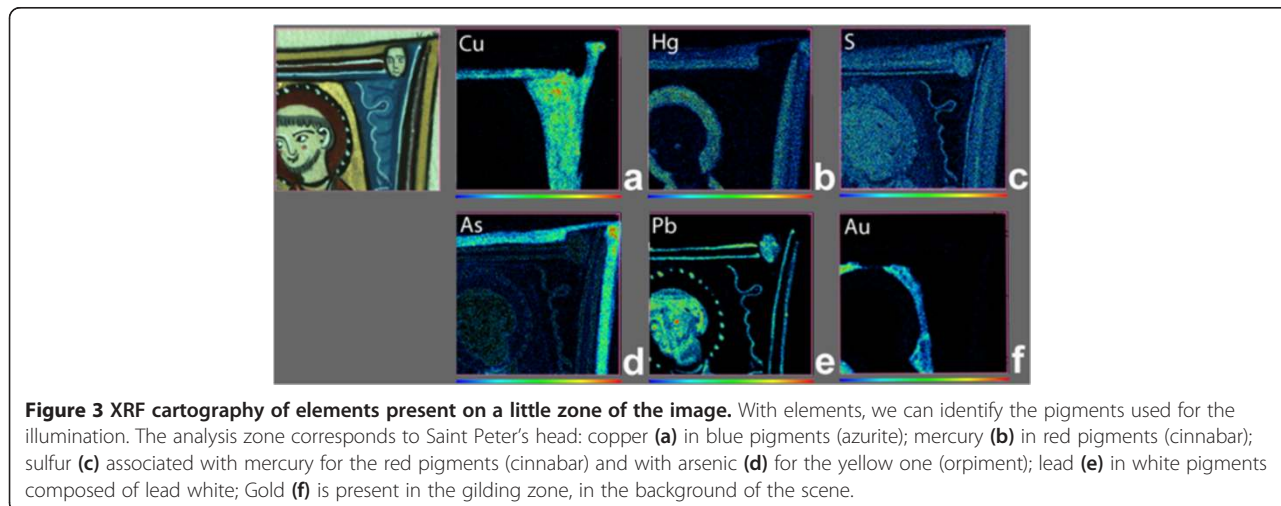 Cu
Hg
S
a
b
c
As
Pb
Au
d
e
f
Figure 3 XRF cartography of elements present on a little zone of the image. With elements, we can identify the pigments used for the
illumination. The analysis zone corresponds to Saint Peter's head: copper (a) in blue pigments (azurite); mercury (b) in red pigments (cinnabar);
sulfur (c) associated with mercury for the red pigments (cinnabar) and with arsenic (d) for the yellow one (orpiment); lead (e) in white pigments
composed of lead white; Gold (f) is present in the gilding zone, in the background of the scene.